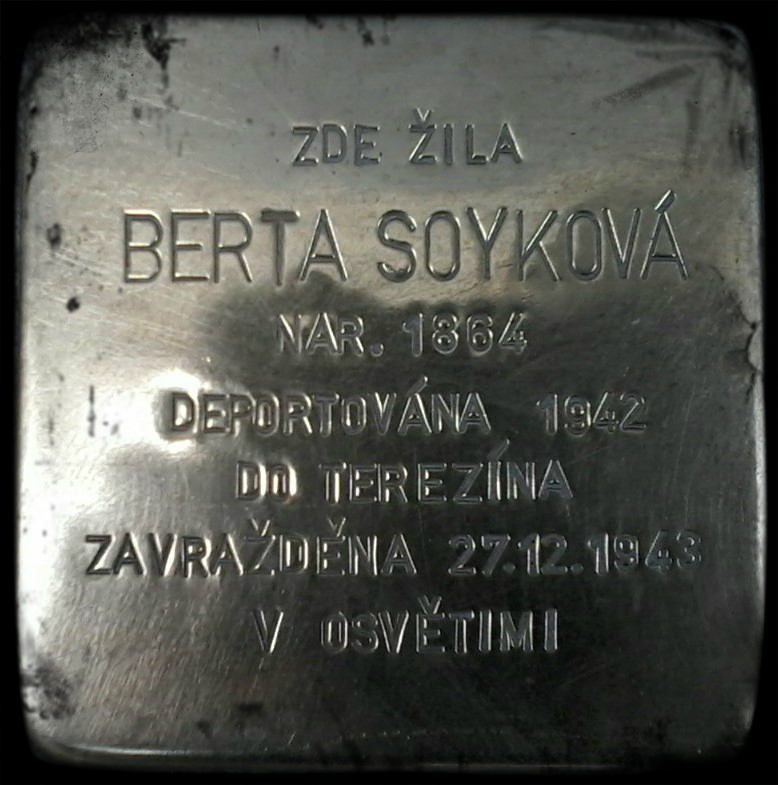 ZDE ŽILA
BERTA SOYKOVÁ
NAR. 1864
DEPORTOVÁNA 1942
DO TEREZÍNA
ZAVRAŽDĚNA 27.12.1943
V OSVĚTIMI